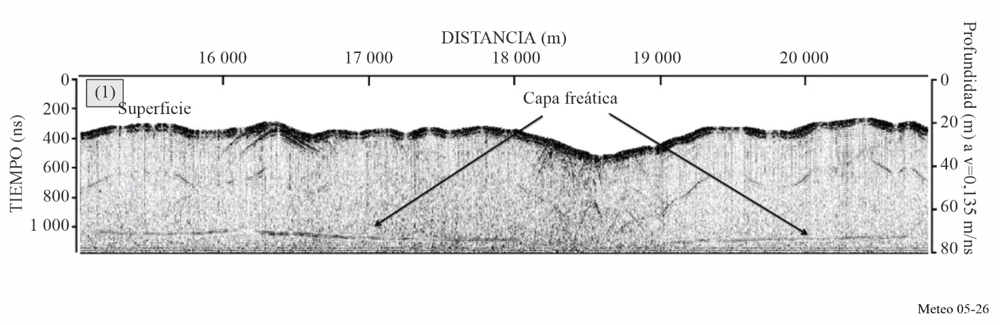 DISTANCIA (m)
16 000 17 000 18 000 19 000 20 000
0
200
400
600
800
1 000
TIEMPO (ns)
(1)
Superficie
Capa freática
0
20
40
60
80
Profundidad (m) a v=0,135 m/ns
Meteo 05-26